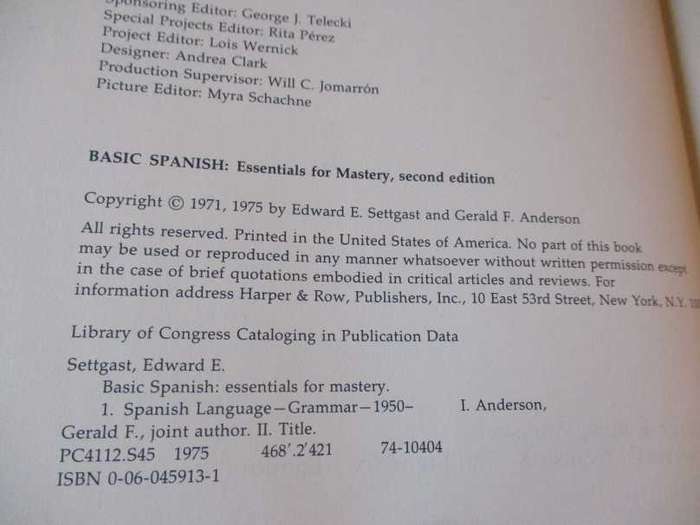 Sponsoring Editor: George J. Telecki
Special Projects Editor: Rita Pérez
Project Editor: Lois Wernick
Designer: Andrea Clark
Production Supervisor: Will C. Jomarrón
Picture Editor: Myra Schachne
BASIC SPANISH: Essentials for Mastery, second edition
Copyright © 1971, 1975 by Edward E. Settgast and Gerald F. Anderson
All rights reserved. Printed in the United States of America. No part of this book
may be used or reproduced in any manner whatsoever without written permission except
in the case of brief quotations embodied in critical articles and reviews. For
information address Harper & Row, Publishers, Inc., 10 East 53rd Street, New York, N.Y.
Library of Congress Cataloging in Publication Data
Settgast, Edward E.
Basic Spanish: essentials for mastery.
1. Spanish Language—Grammar—1950– I. Anderson,
Gerald F., joint author. II. Title.
PC4112.S45 1975 468'.2'421 74-10404
ISBN 0-06-045913-1